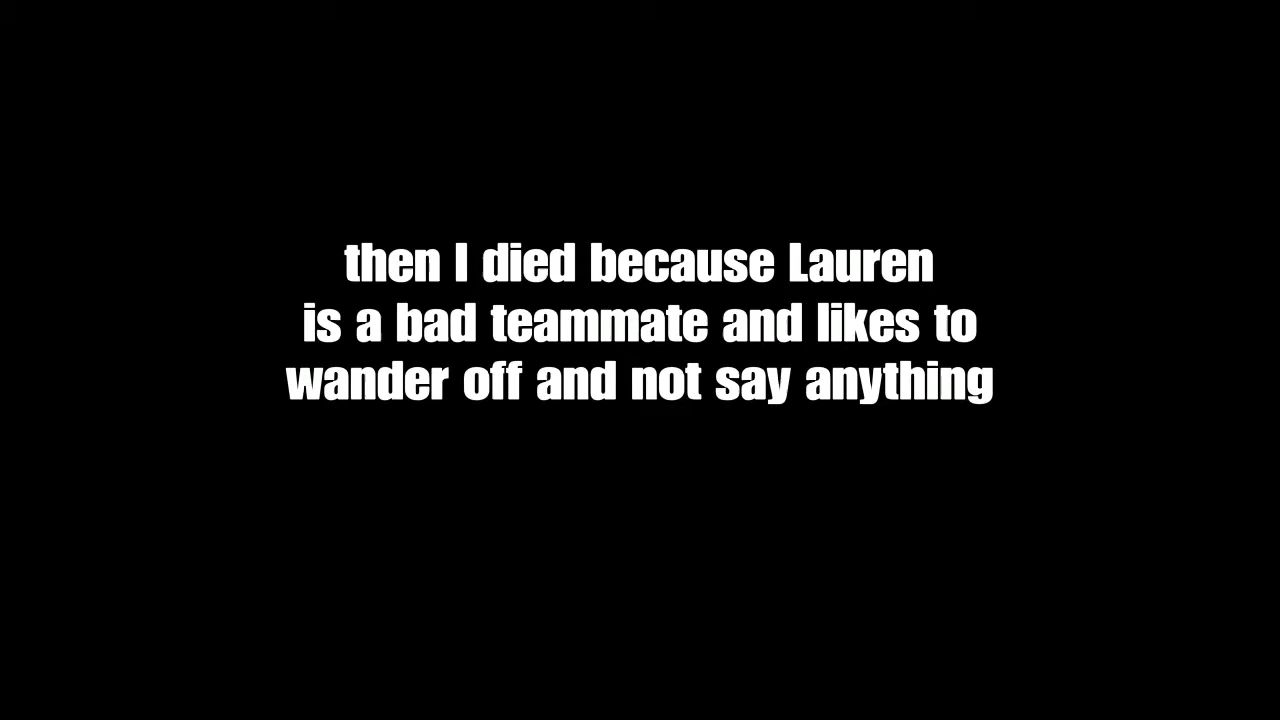 then I died because Lauren
is a bad teammate and likes to
wander off and not say anything